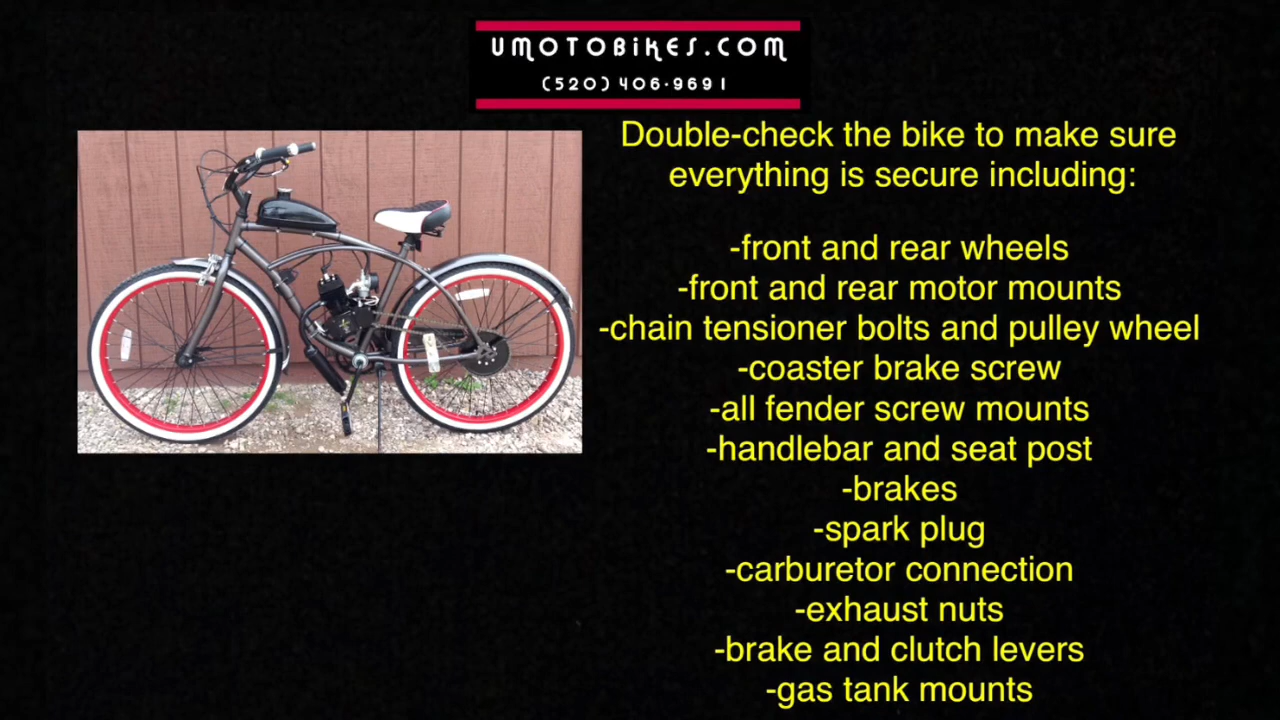 UMOTOBIKES.COM
(520) 406-9691
Double-check the bike to make sure
everything is secure including:
-front and rear wheels
-front and rear motor mounts
-chain tensioner bolts and pulley wheel
-coaster brake screw
-all fender screw mounts
-handlebar and seat post
-brakes
-spark plug
-carburetor connection
-exhaust nuts
-brake and clutch levers
-gas tank mounts